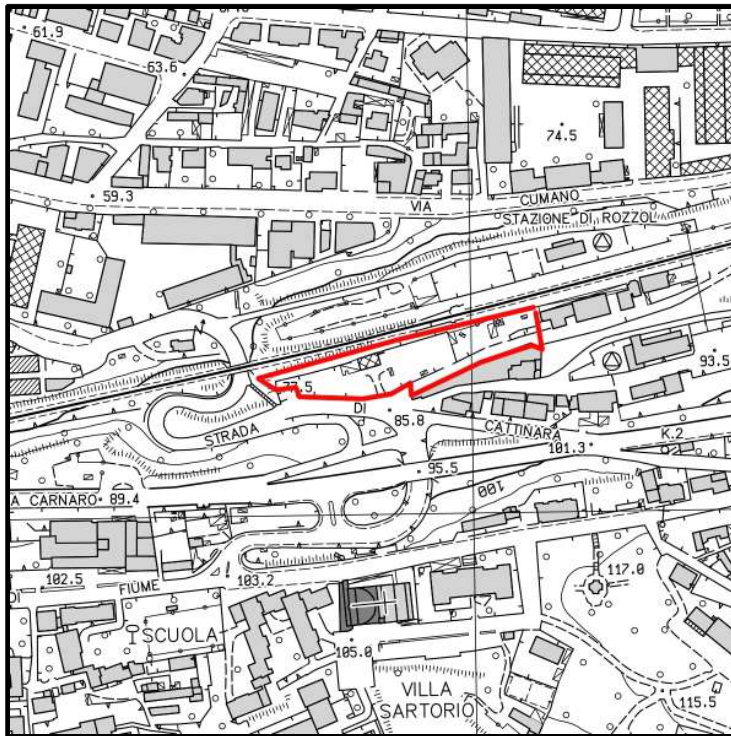 61.9
63.6
74.5
59.3
VIA
CUMANO
STAZIONE DI ROZZOL
77.5
93.5
DI
85.8
STRADA
CATTINARA
101.3
K.2
95.5
100
A CARNARO 89.4
102.5
DI
FIUME
103.2
117.0
SCUOLA
105.0
VILLA
SARTORIO
115.5